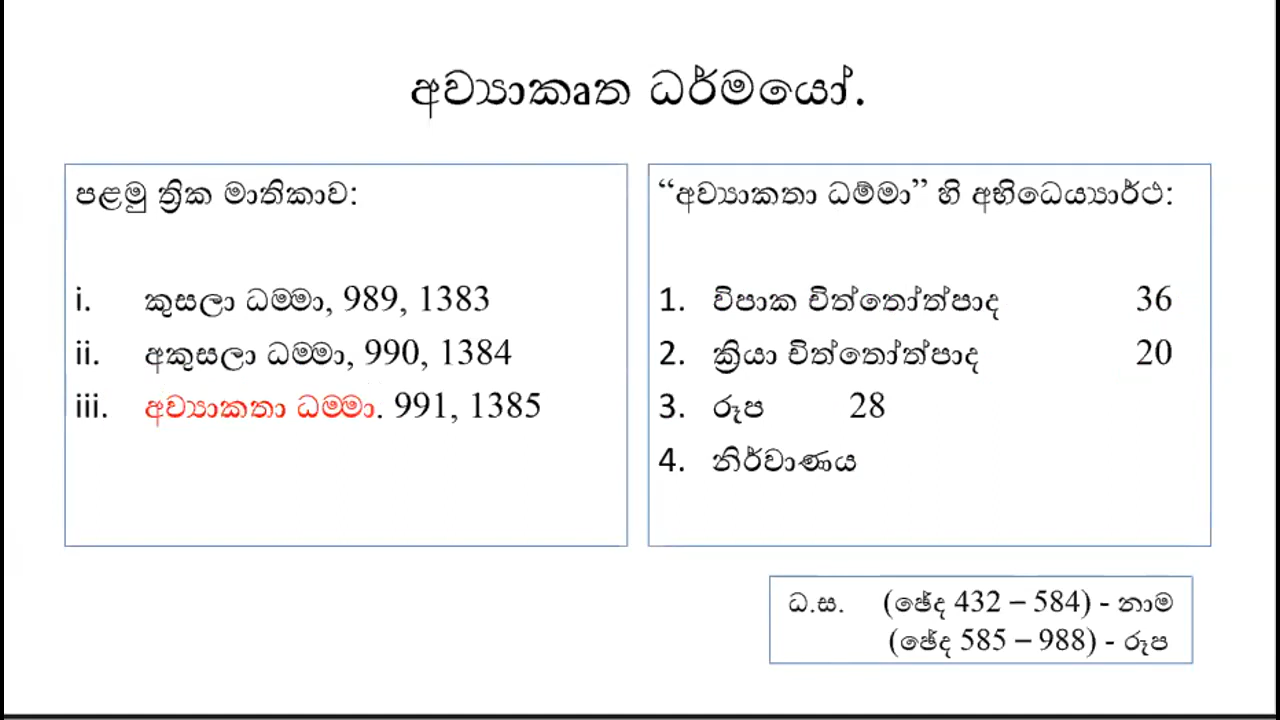 අව්‍යාකෘත ධර්මයෝ.
පළමු ත්‍රික මාතිකාව:
i. කුසලා ධම්මා, 989, 1383
ii. අකුසලා ධම්මා, 990, 1384
iii. අව්‍යාකතා ධම්මා. 991, 1385
“අව්‍යාකතා ධම්මා” හි අභිධෙය්‍යාර්ථ:
1. විපාක චිත්තෝත්පාද 36
2. ක්‍රියා චිත්තෝත්පාද 20
3. රූප 28
4. නිර්වාණය
ධ.ස. (ඡේද 432 – 584) - නාම
(ඡේද 585 – 988) - රූප